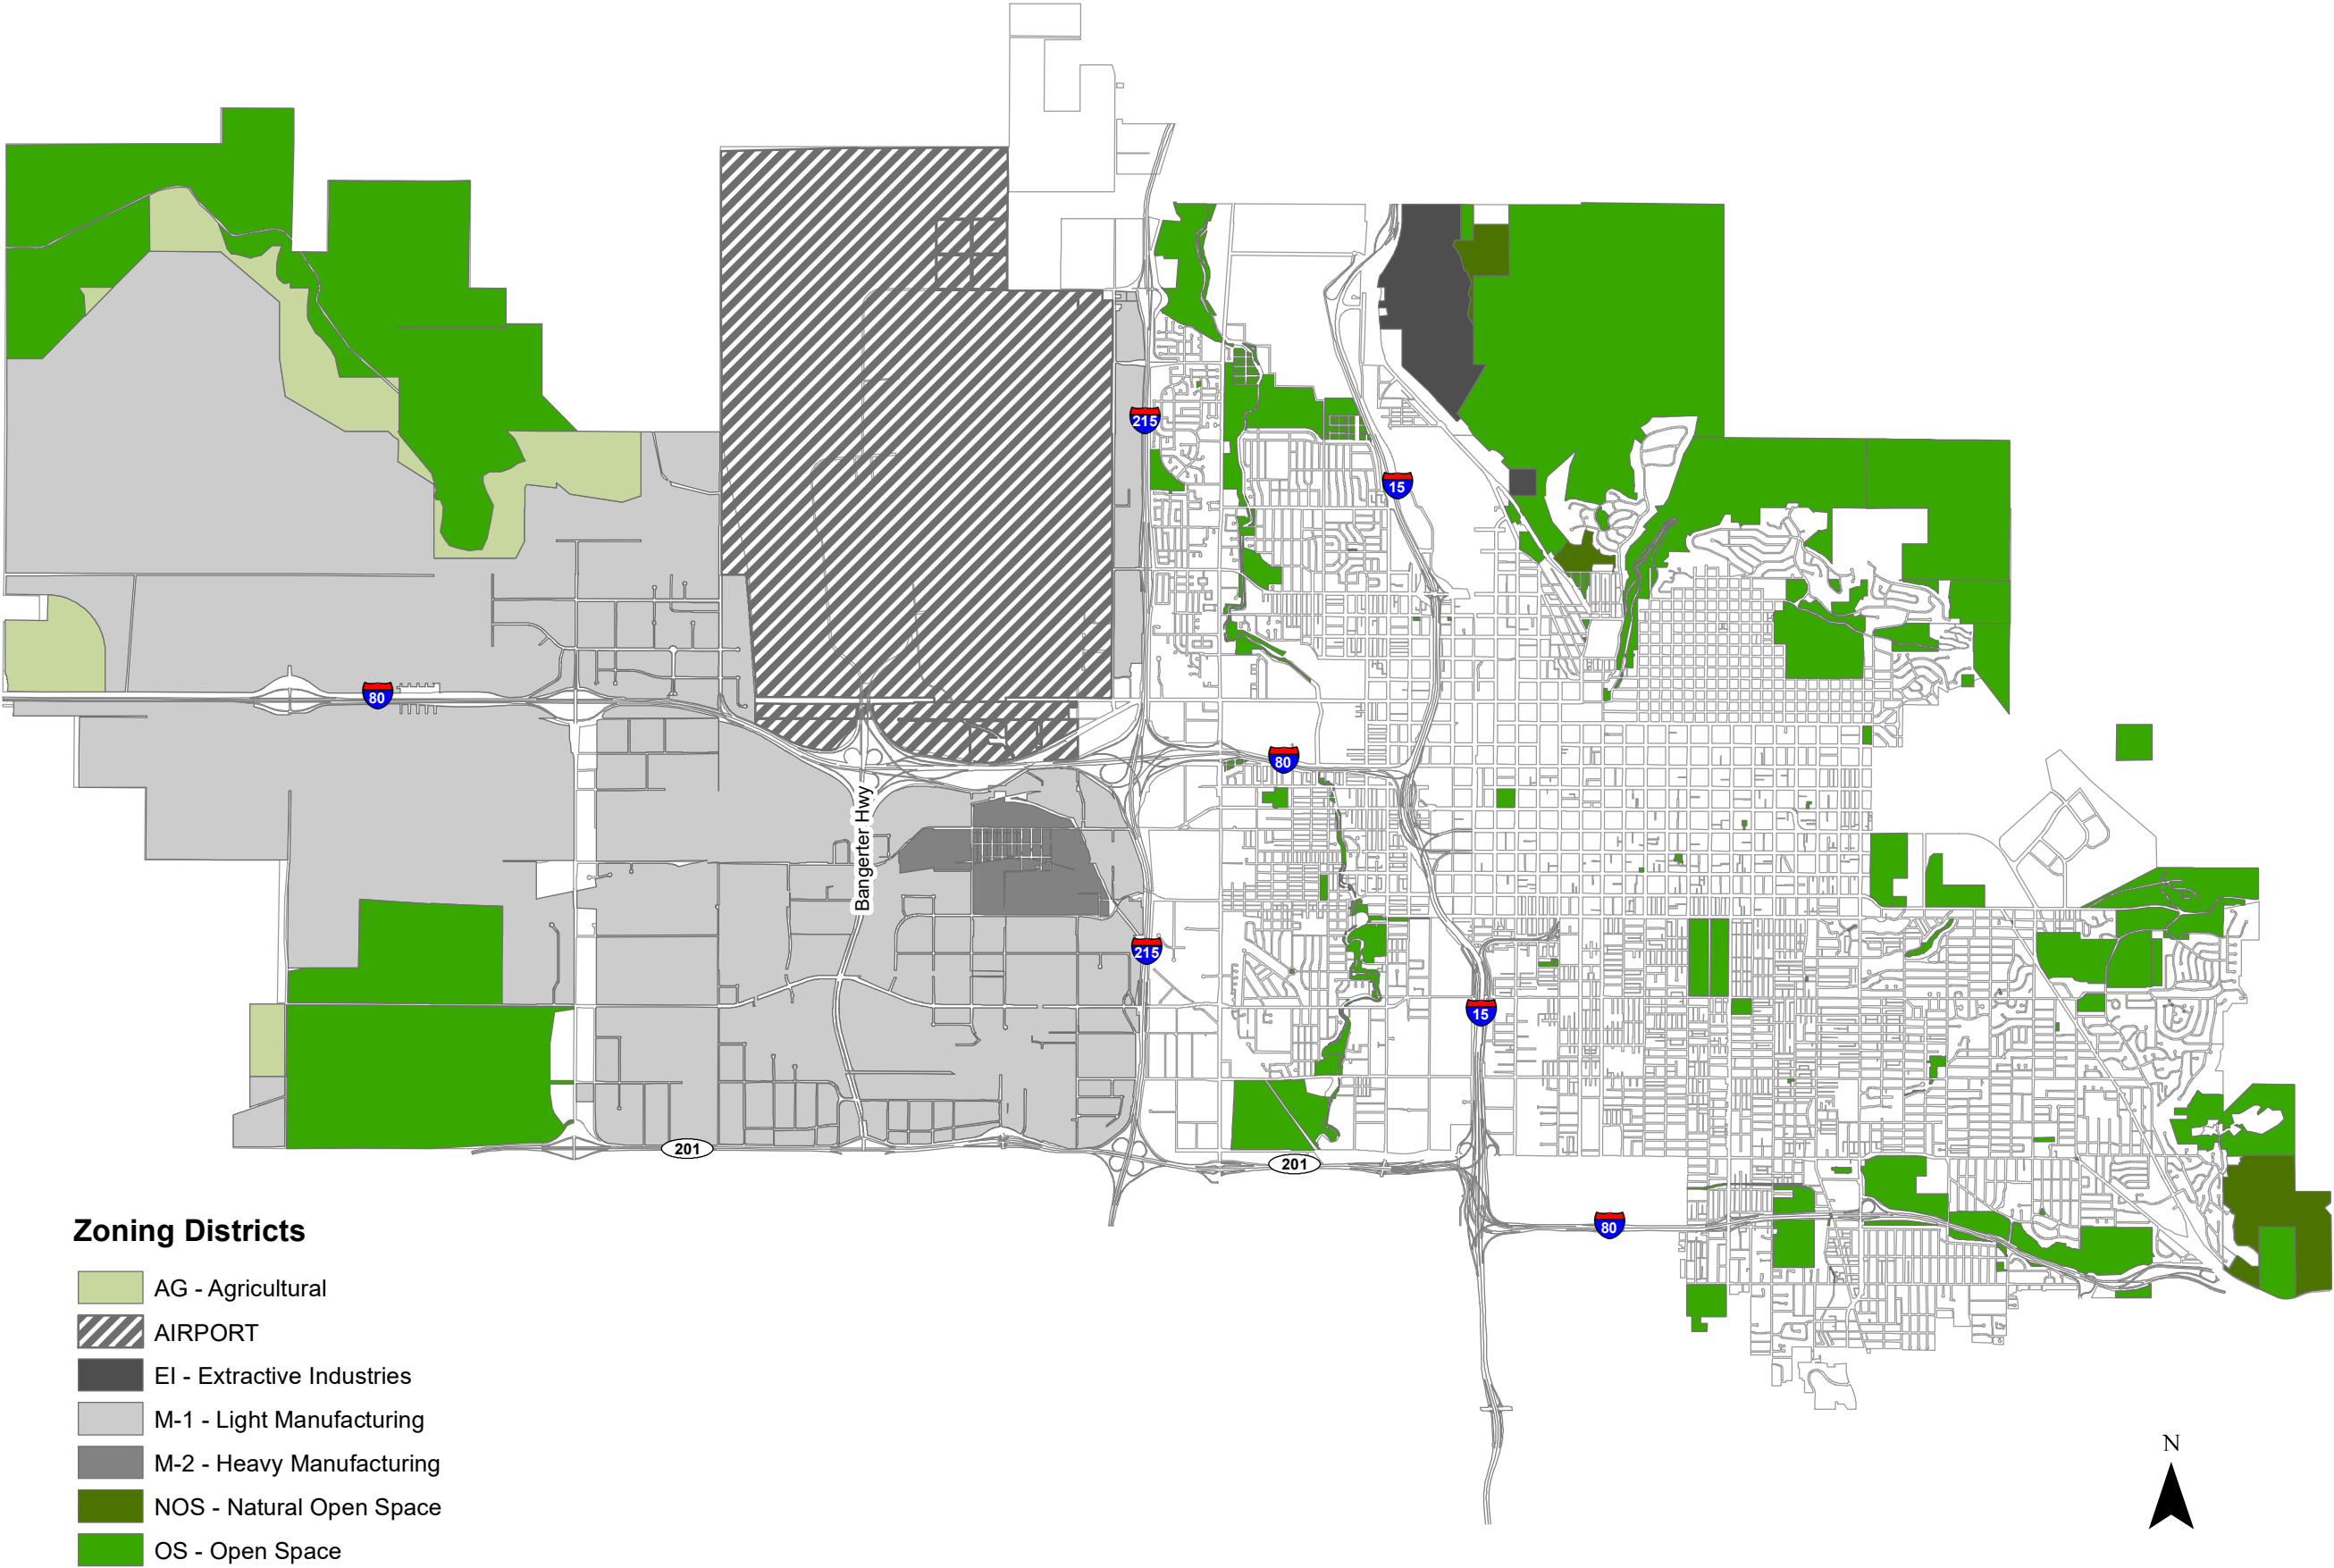 215
15
80
80
Bangerter Hwy
215
15
201
201
80
Zoning Districts
AG - Agricultural
AIRPORT
EI - Extractive Industries
M-1 - Light Manufacturing
M-2 - Heavy Manufacturing
NOS - Natural Open Space
OS - Open Space
N